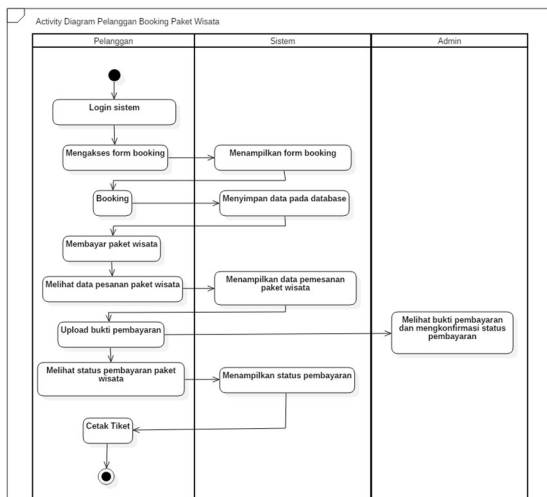 Activity Diagram Pelanggan Booking Paket Wisata
Pelanggan
Sistem
Admin
Login sistem
Mengakses form booking
Menampilkan form booking
Booking
Menyimpan data pada database
Membayar paket wisata
Melihat data pesanan paket wisata
Menampilkan data pemesanan
paket wisata
Upload bukti pembayaran
Melihat bukti pembayaran
dan mengkonfirmasi status
pembayaran
Melihat status pembayaran paket
wisata
Menampilkan status pembayaran
Cetak Tiket